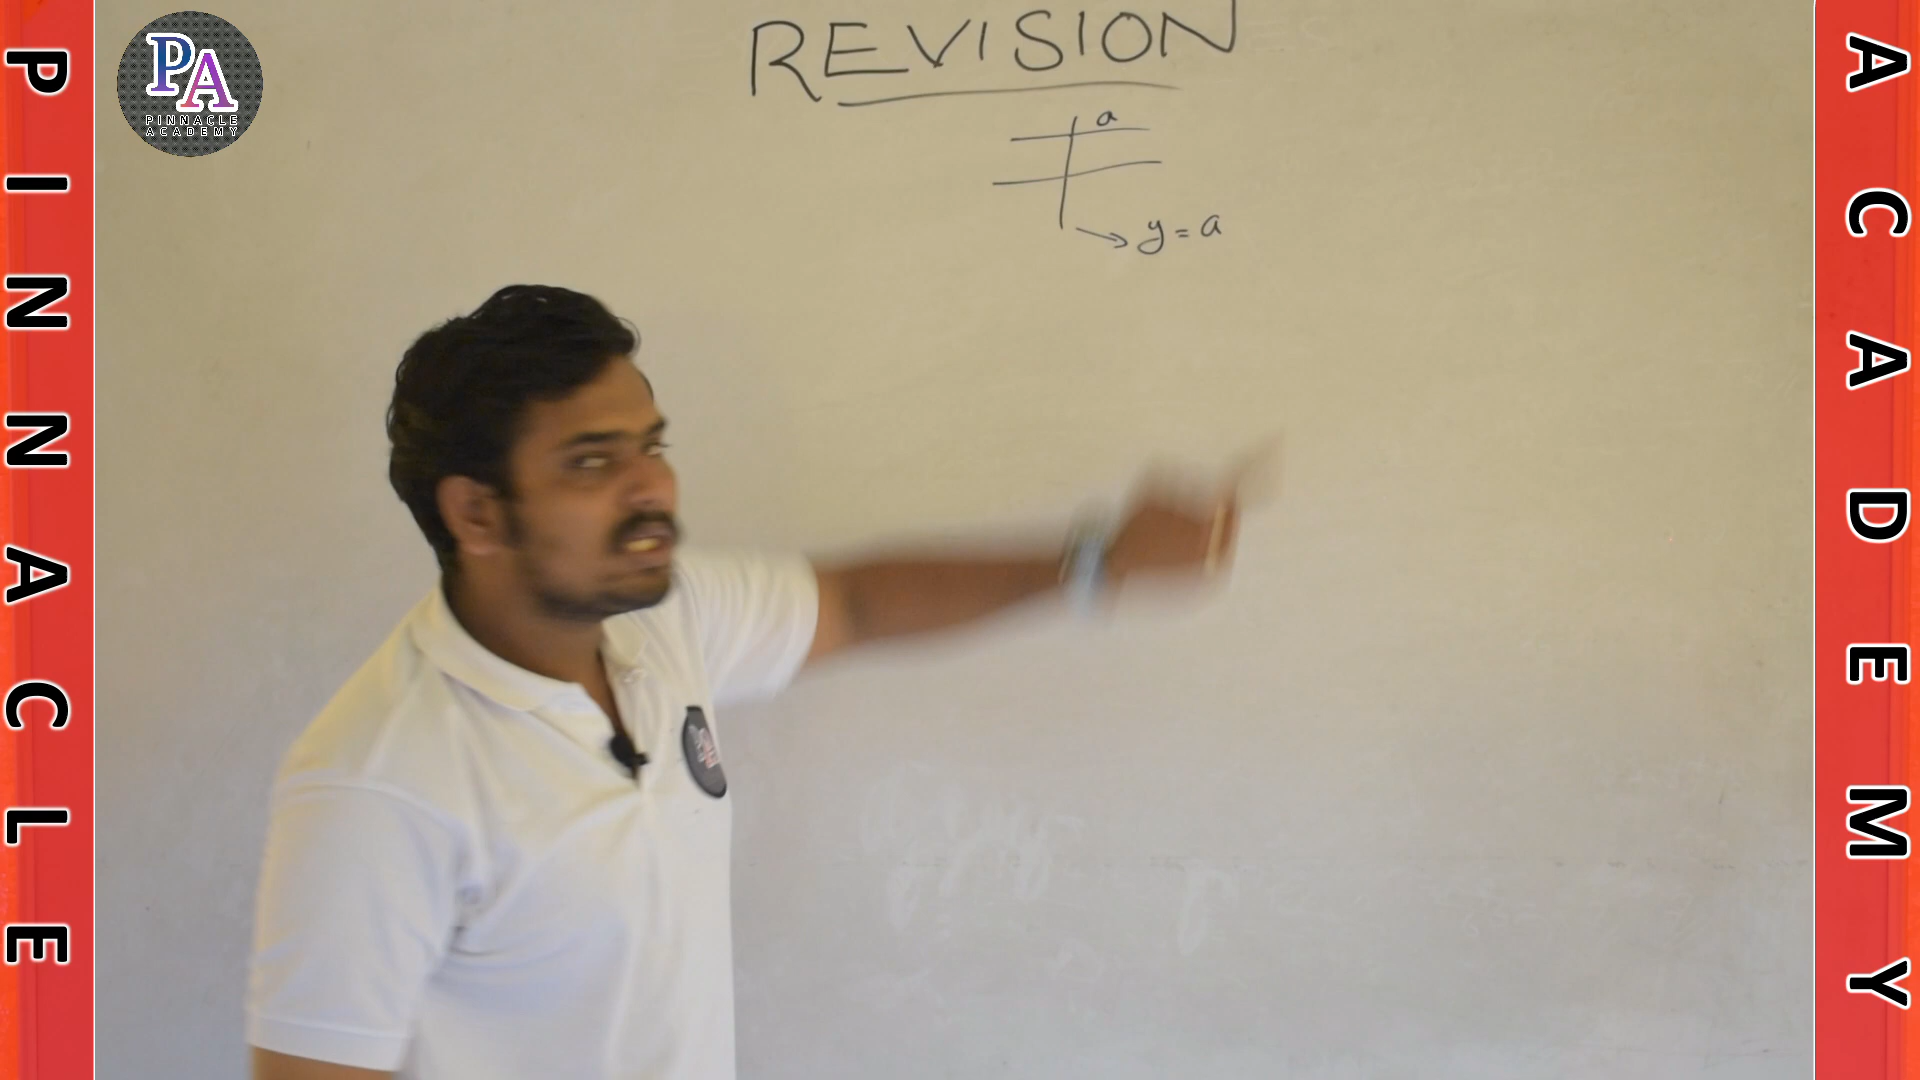 PINNACLE
PA
PINNACLE
ACADEMY
REVISION
a
y = a
ACADEMY